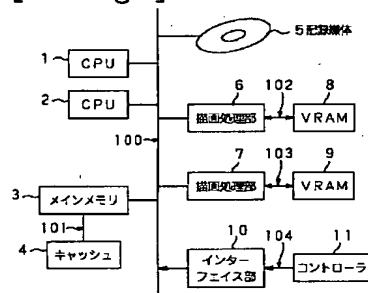 5 記録媒体
1 CPU
2 CPU
6 描画処理部
102
8 VRAM
100
7 描画処理部
103
9 VRAM
3 メインメモリ
101
4 キャッシュ
10 インターフェイス部
104
11 コントローラ